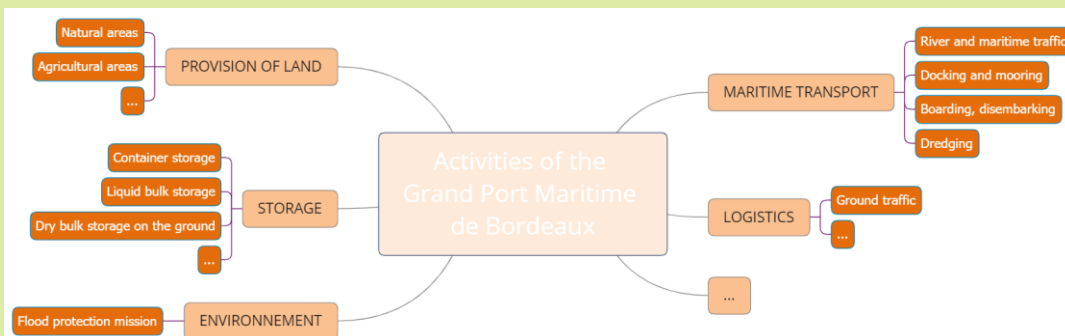 Natural areas
Agricultural areas
...
PROVISION OF LAND
Container storage
Liquid bulk storage
Dry bulk storage on the ground
...
STORAGE
Flood protection mission
ENVIRONNEMENT
Activities of the
Grand Port Maritime
de Bordeaux
MARITIME TRANSPORT
River and maritime traffic
Docking and mooring
Boarding, disembarking
Dredging
LOGISTICS
Ground traffic
...
...